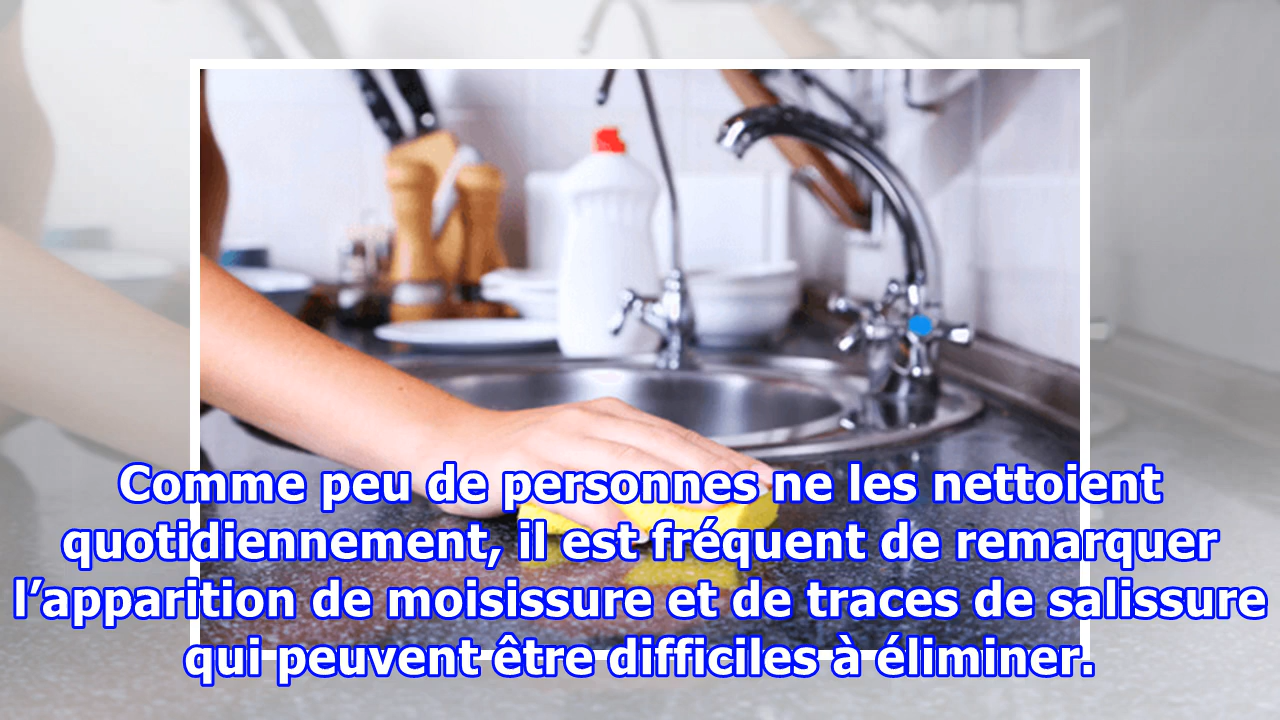 Comme peu de personnes ne les nettoient
quotidiennement, il est fréquent de remarquer
l’apparition de moisissure et de traces de salissure
qui peuvent être difficiles à éliminer.